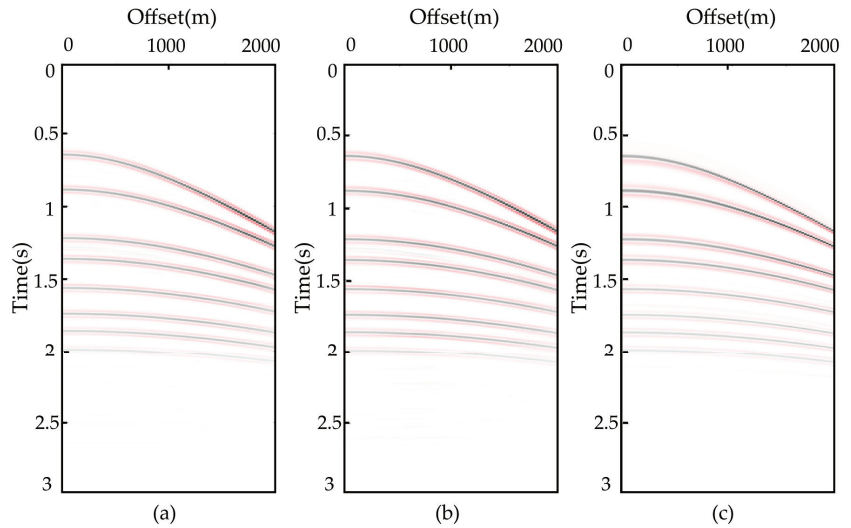 Offset(m) Offset(m) Offset(m)
0 1000 2000 0 1000 2000 0 1000 2000
0 0 0
0.5 0.5 0.5
1 1 1
Time(s) Time(s) Time(s)
1.5 1.5 1.5
2 2 2
2.5 2.5 2.5
3 3 3
(a) (b) (c)